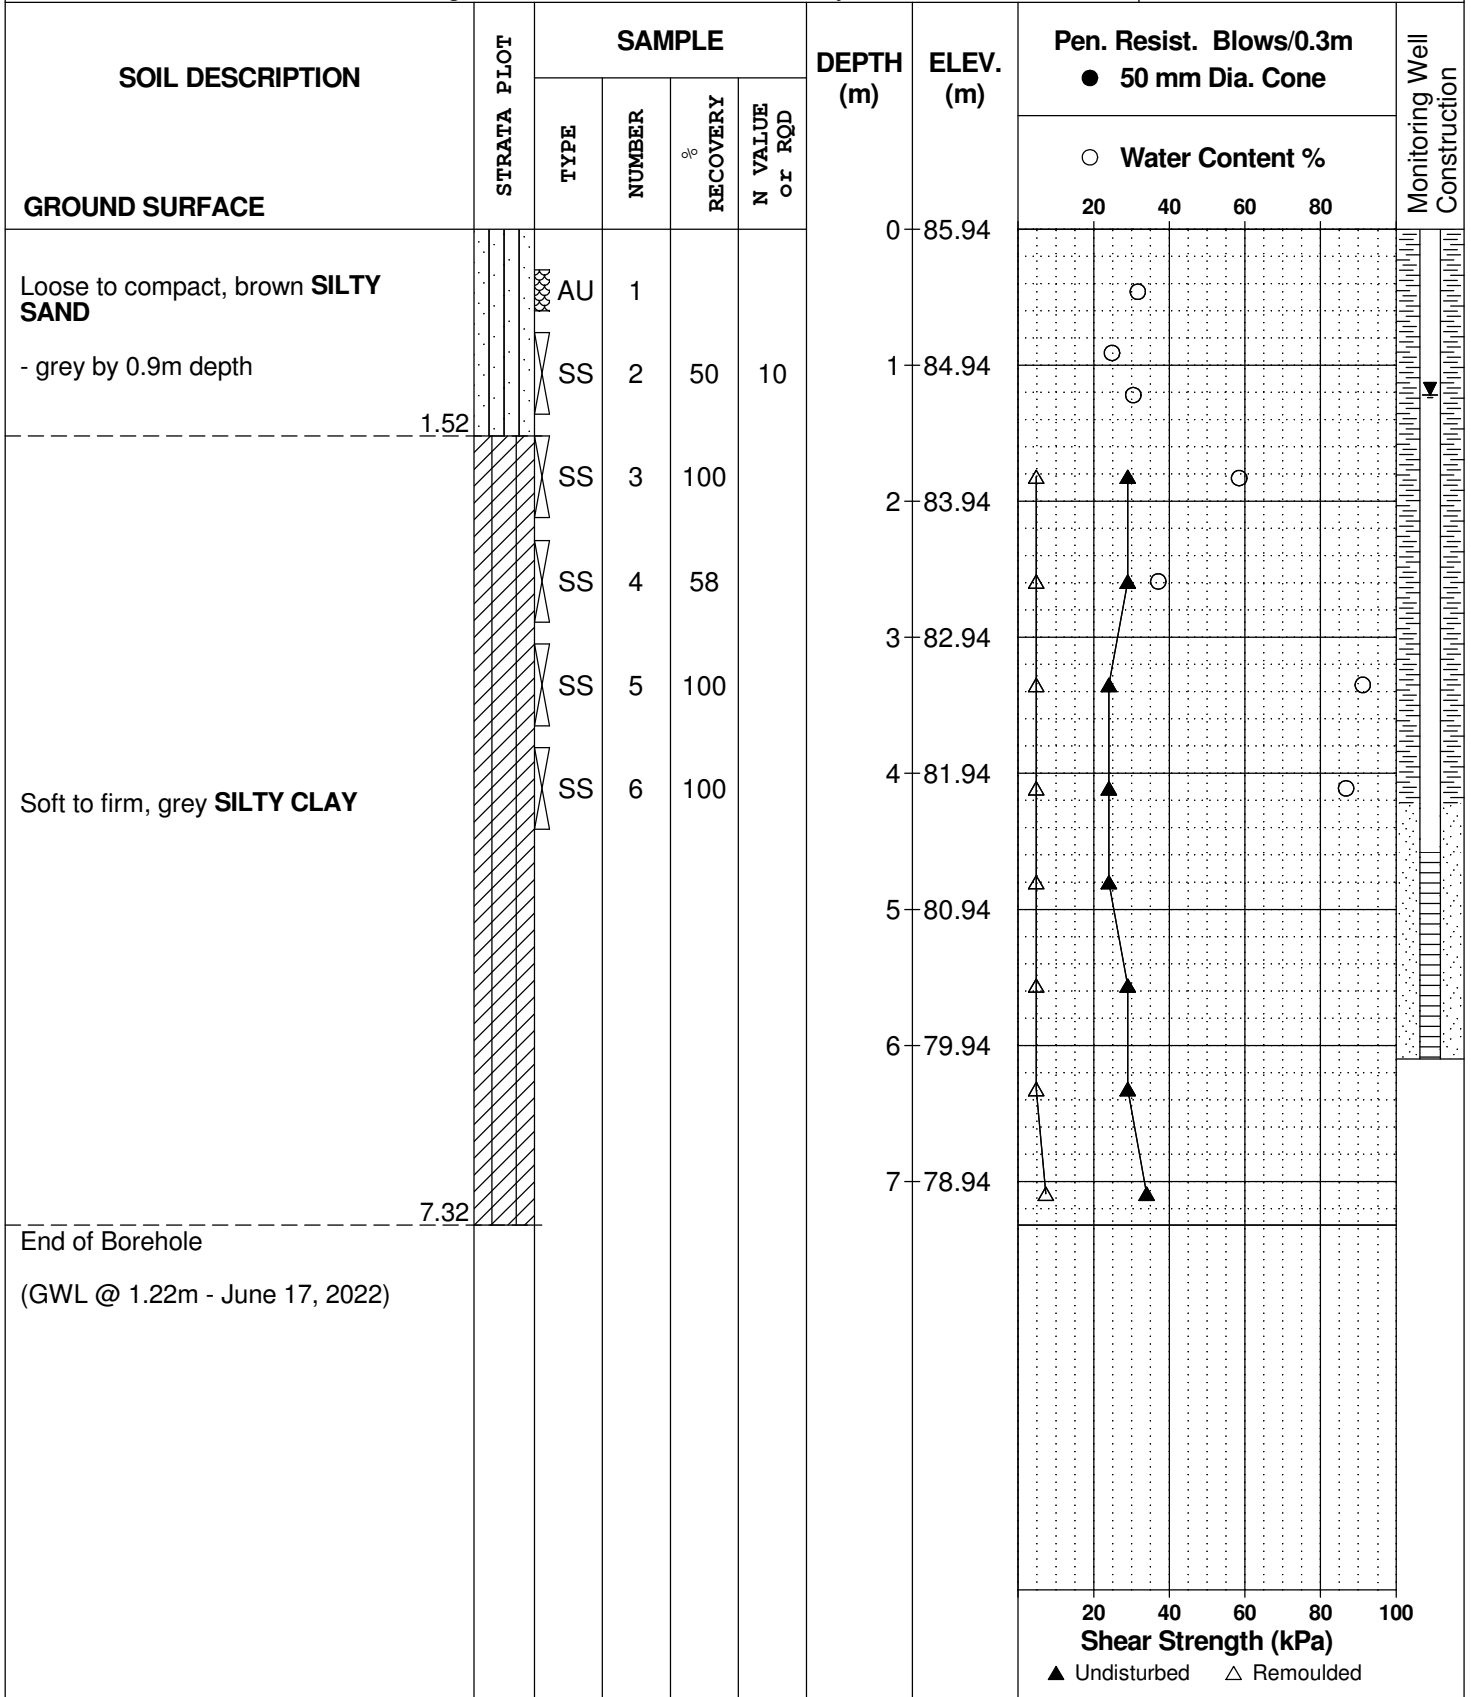 SOIL DESCRIPTION
GROUND SURFACE
STRATA PLOT
SAMPLE
TYPE
NUMBER
%
RECOVERY
N VALUE
or RQD
DEPTH
(m)
ELEV.
(m)
Pen. Resist. Blows/0.3m
● 50 mm Dia. Cone
○ Water Content %
20 40 60 80
Monitoring Well
Construction
0 85.94
Loose to compact, brown SILTY
SAND
AU 1
- grey by 0.9m depth
SS 2 50 10
1 84.94
1.52
SS 3 100
2 83.94
SS 4 58
3 82.94
SS 5 100
4 81.94
Soft to firm, grey SILTY CLAY
SS 6 100
5 80.94
6 79.94
7 78.94
7.32
End of Borehole
(GWL @ 1.22m - June 17, 2022)
20 40 60 80 100
Shear Strength (kPa)
▲ Undisturbed △ Remoulded